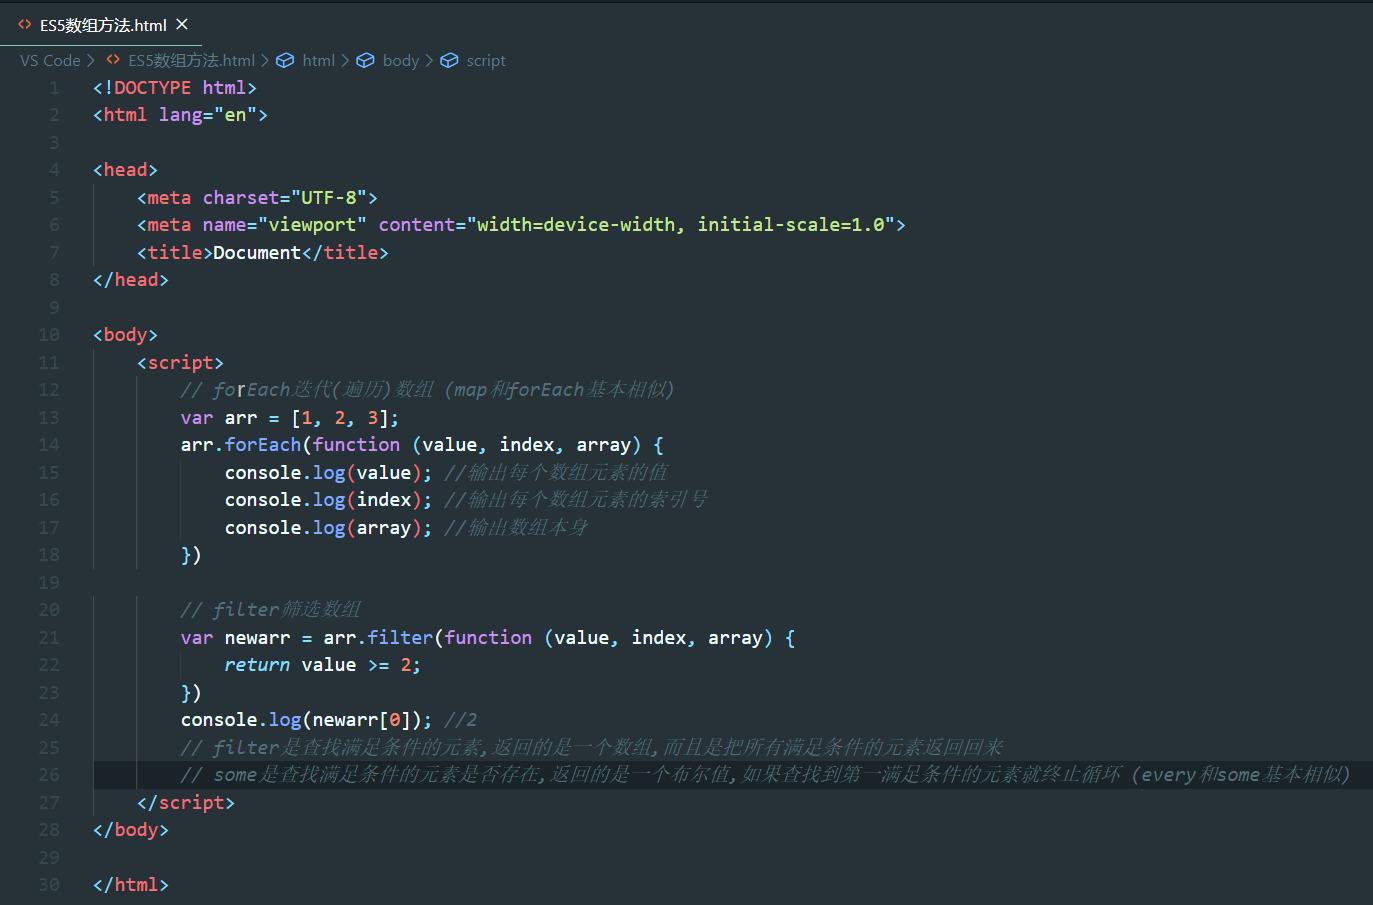 ES5数组方法.html
VS Code > ES5数组方法.html > html > body > script
1 <!DOCTYPE html>
2 <html lang="en">
3
4 <head>
5 <meta charset="UTF-8">
6 <meta name="viewport" content="width=device-width, initial-scale=1.0">
7 <title>Document</title>
8 </head>
9
10 <body>
11 <script>
12 // forEach迭代(遍历)数组 (map和forEach基本相似)
13 var arr = [1, 2, 3];
14 arr.forEach(function (value, index, array) {
15 console.log(value); //输出每个数组元素的值
16 console.log(index); //输出每个数组元素的索引号
17 console.log(array); //输出数组本身
18 })
19
20 // filter筛选数组
21 var newarr = arr.filter(function (value, index, array) {
22 return value >= 2;
23 })
24 console.log(newarr[0]); //2
25 // filter是查找满足条件的元素,返回的是一个数组,而且是把所有满足条件的元素返回回来
26 // some是查找满足条件的元素是否存在,返回的是一个布尔值,如果查找到第一满足条件的元素就终止循环 (every和some基本相似)
27 </script>
28 </body>
29
30 </html>